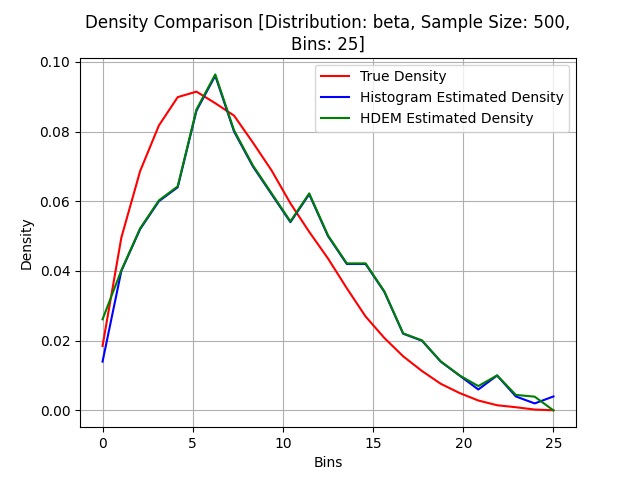 Density Comparison [Distribution: beta, Sample Size: 500,
Bins: 25]
True Density
Histogram Estimated Density
HDEM Estimated Density
Density
0.10
0.08
0.06
0.04
0.02
0.00
0 5 10 15 20 25
Bins